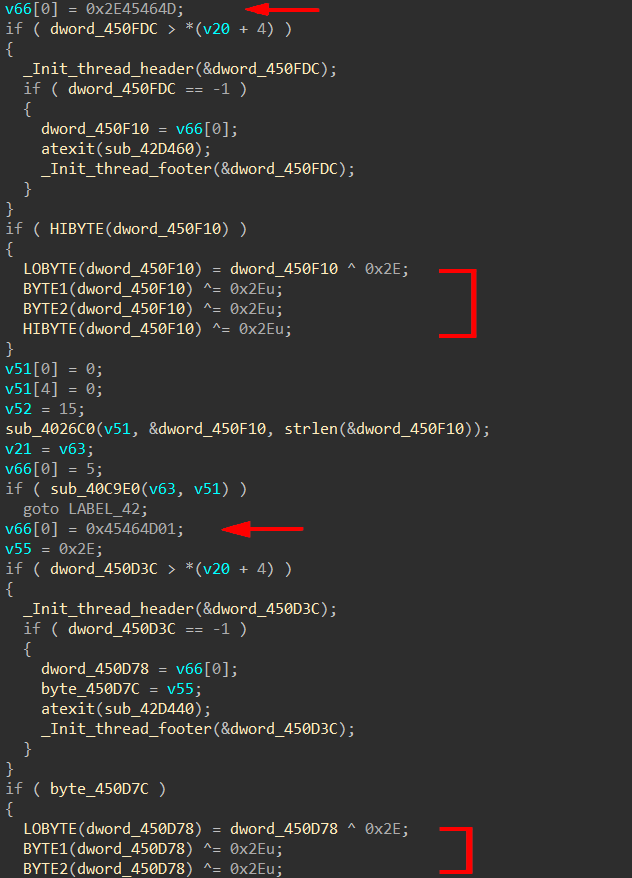 v66[0] = 0x2E45464D;
if ( dword_450FDC > *(v20 + 4) )
{
_Init_thread_header(&dword_450FDC);
if ( dword_450FDC == -1 )
{
dword_450F10 = v66[0];
atexit(sub_42D460);
_Init_thread_footer(&dword_450FDC);
}
}
if ( HIBYTE(dword_450F10) )
{
LOBYTE(dword_450F10) = dword_450F10 ^ 0x2E;
BYTE1(dword_450F10) ^= 0x2Eu;
BYTE2(dword_450F10) ^= 0x2Eu;
HIBYTE(dword_450F10) ^= 0x2Eu;
}
v51[0] = 0;
v51[4] = 0;
v52 = 15;
sub_4026C0(v51, &dword_450F10, strlen(&dword_450F10));
v21 = v63;
v66[0] = 5;
if ( sub_40C9E0(v63, v51) )
goto LABEL_42;
v66[0] = 0x45464D01;
v55 = 0x2E;
if ( dword_450D3C > *(v20 + 4) )
{
_Init_thread_header(&dword_450D3C);
if ( dword_450D3C == -1 )
{
dword_450D78 = v66[0];
byte_450D7C = v55;
atexit(sub_42D440);
_Init_thread_footer(&dword_450D3C);
}
}
if ( byte_450D7C )
{
LOBYTE(dword_450D78) = dword_450D78 ^ 0x2E;
BYTE1(dword_450D78) ^= 0x2Eu;
BYTE2(dword_450D78) ^= 0x2Eu;